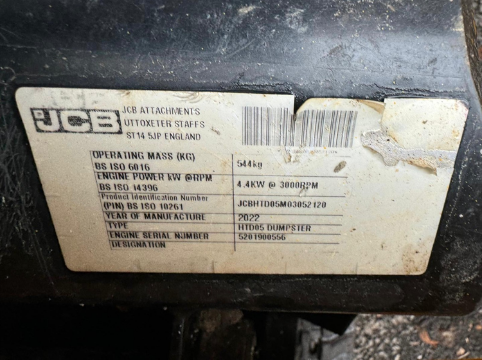 JCB
JCB ATTACHMENTS
UTTOXETER STAFFS
ST14 5JP ENGLAND
OPERATING MASS (KG)
BS ISO 6016
544kg
ENGINE POWER kW @RPM
BS ISO 14396
4.4KW @ 3000RPM
Product Identification Number
(PIN) BS ISO 10261
JCBHTD05M03052120
YEAR OF MANUFACTURE
2022
TYPE
HTD05 DUMPSTER
ENGINE SERIAL NUMBER
5201900556
DESIGNATION